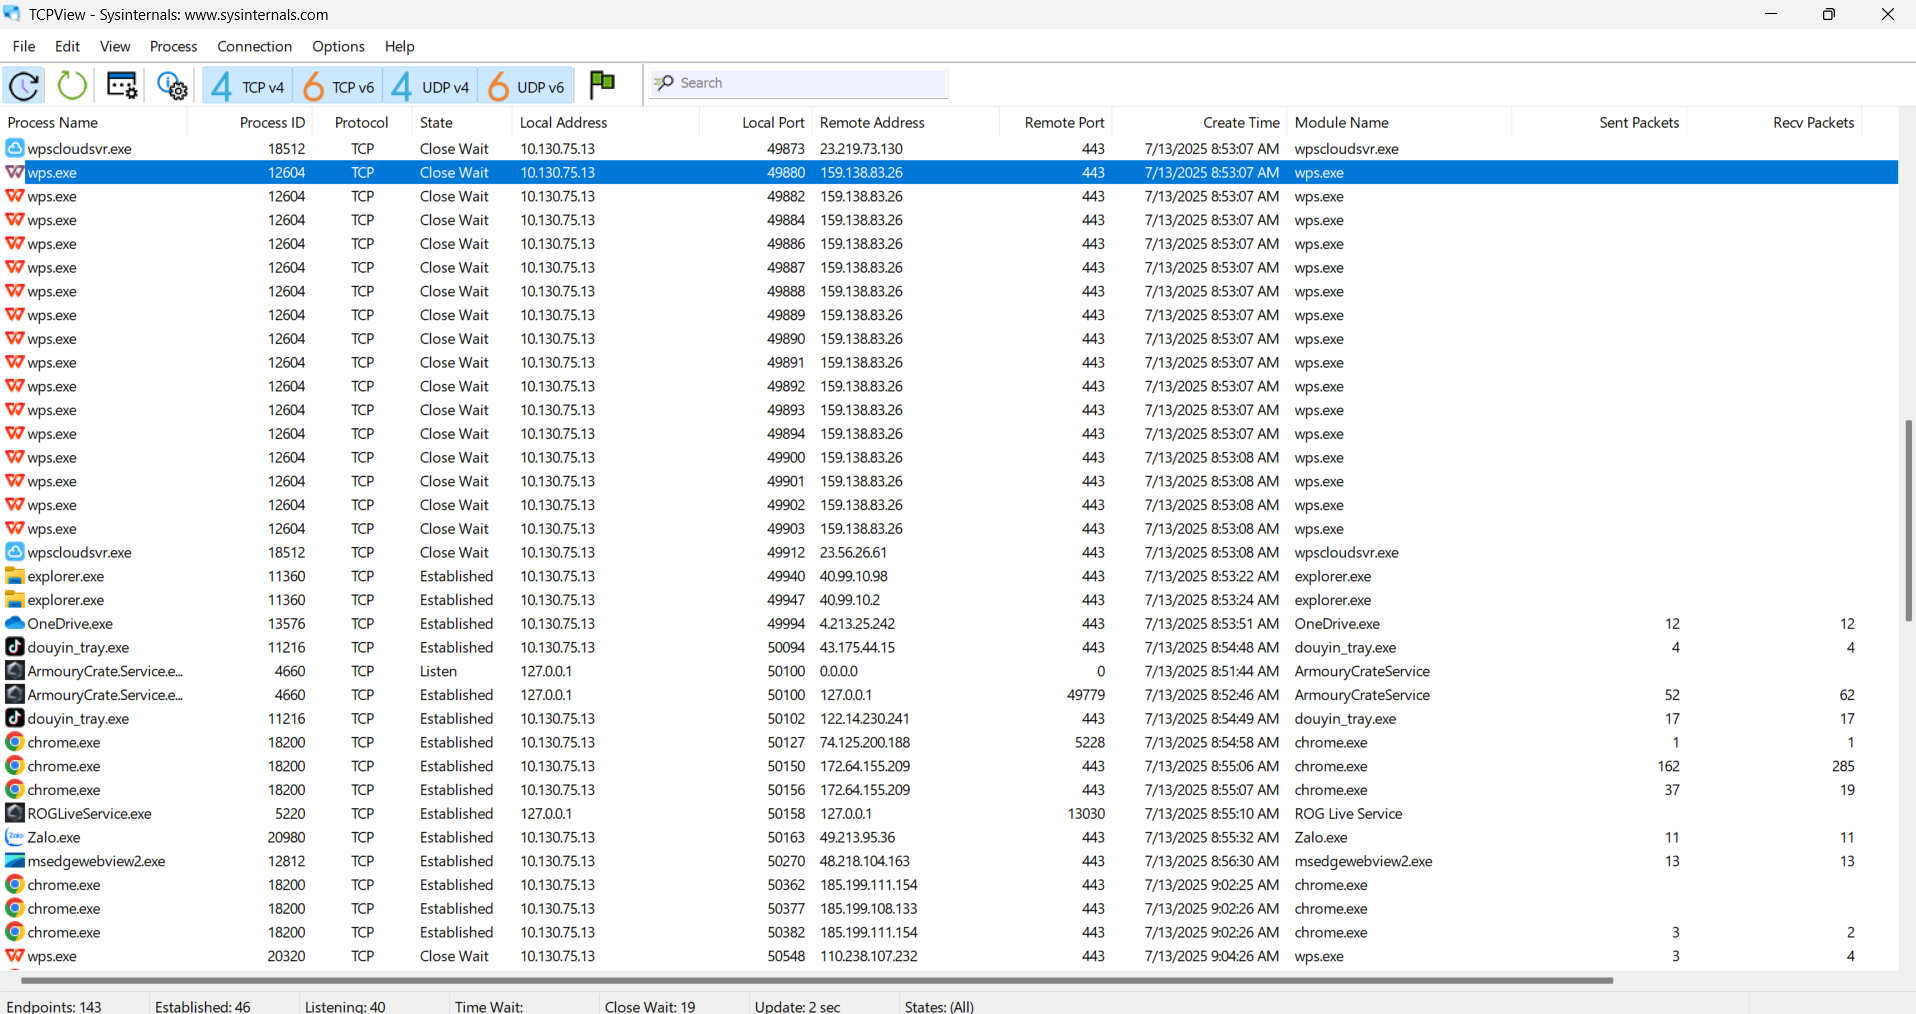 TCPView - Sysinternals: www.sysinternals.com
File Edit View Process Connection Options Help
4 TCP v4 6 TCP v6 4 UDP v4 6 UDP v6 Search
Process Name Process ID Protocol State Local Address Local Port Remote Address Remote Port Create Time Module Name Sent Packets Recv Packets
wpscloudsvr.exe 18512 TCP Close Wait 10.130.75.13 49873 23.219.73.130 443 7/13/2025 8:53:07 AM wpscloudsvr.exe
wps.exe 12604 TCP Close Wait 10.130.75.13 49880 159.138.83.26 443 7/13/2025 8:53:07 AM wps.exe
wps.exe 12604 TCP Close Wait 10.130.75.13 49882 159.138.83.26 443 7/13/2025 8:53:07 AM wps.exe
wps.exe 12604 TCP Close Wait 10.130.75.13 49884 159.138.83.26 443 7/13/2025 8:53:07 AM wps.exe
wps.exe 12604 TCP Close Wait 10.130.75.13 49886 159.138.83.26 443 7/13/2025 8:53:07 AM wps.exe
wps.exe 12604 TCP Close Wait 10.130.75.13 49887 159.138.83.26 443 7/13/2025 8:53:07 AM wps.exe
wps.exe 12604 TCP Close Wait 10.130.75.13 49888 159.138.83.26 443 7/13/2025 8:53:07 AM wps.exe
wps.exe 12604 TCP Close Wait 10.130.75.13 49889 159.138.83.26 443 7/13/2025 8:53:07 AM wps.exe
wps.exe 12604 TCP Close Wait 10.130.75.13 49890 159.138.83.26 443 7/13/2025 8:53:07 AM wps.exe
wps.exe 12604 TCP Close Wait 10.130.75.13 49891 159.138.83.26 443 7/13/2025 8:53:07 AM wps.exe
wps.exe 12604 TCP Close Wait 10.130.75.13 49892 159.138.83.26 443 7/13/2025 8:53:07 AM wps.exe
wps.exe 12604 TCP Close Wait 10.130.75.13 49893 159.138.83.26 443 7/13/2025 8:53:07 AM wps.exe
wps.exe 12604 TCP Close Wait 10.130.75.13 49894 159.138.83.26 443 7/13/2025 8:53:07 AM wps.exe
wps.exe 12604 TCP Close Wait 10.130.75.13 49900 159.138.83.26 443 7/13/2025 8:53:08 AM wps.exe
wps.exe 12604 TCP Close Wait 10.130.75.13 49901 159.138.83.26 443 7/13/2025 8:53:08 AM wps.exe
wps.exe 12604 TCP Close Wait 10.130.75.13 49902 159.138.83.26 443 7/13/2025 8:53:08 AM wps.exe
wps.exe 12604 TCP Close Wait 10.130.75.13 49903 159.138.83.26 443 7/13/2025 8:53:08 AM wps.exe
wpscloudsvr.exe 18512 TCP Close Wait 10.130.75.13 49912 23.56.26.61 443 7/13/2025 8:53:08 AM wpscloudsvr.exe
explorer.exe 11360 TCP Established 10.130.75.13 49940 40.99.10.98 443 7/13/2025 8:53:22 AM explorer.exe
explorer.exe 11360 TCP Established 10.130.75.13 49947 40.99.10.2 443 7/13/2025 8:53:24 AM explorer.exe
OneDrive.exe 13576 TCP Established 10.130.75.13 49994 4.213.25.242 443 7/13/2025 8:53:51 AM OneDrive.exe 12 12
douyin_tray.exe 11216 TCP Established 10.130.75.13 50094 43.175.44.15 443 7/13/2025 8:54:48 AM douyin_tray.exe 4 4
ArmouryCrate.Service.e... 4660 TCP Listen 127.0.0.1 50100 0.0.0.0 0 7/13/2025 8:51:44 AM ArmouryCrateService
ArmouryCrate.Service.e... 4660 TCP Established 127.0.0.1 50100 127.0.0.1 49779 7/13/2025 8:52:46 AM ArmouryCrateService 52 62
douyin_tray.exe 11216 TCP Established 10.130.75.13 50102 122.14.230.241 443 7/13/2025 8:54:49 AM douyin_tray.exe 17 17
chrome.exe 18200 TCP Established 10.130.75.13 50127 74.125.200.188 5228 7/13/2025 8:54:58 AM chrome.exe 1 1
chrome.exe 18200 TCP Established 10.130.75.13 50150 172.64.155.209 443 7/13/2025 8:55:06 AM chrome.exe 162 285
chrome.exe 18200 TCP Established 10.130.75.13 50156 172.64.155.209 443 7/13/2025 8:55:07 AM chrome.exe 37 19
ROGLiveService.exe 5220 TCP Established 127.0.0.1 50158 127.0.0.1 13030 7/13/2025 8:55:10 AM ROG Live Service
Zalo Zalo.exe 20980 TCP Established 10.130.75.13 50163 49.213.95.36 443 7/13/2025 8:55:32 AM Zalo.exe 11 11
msedgewebview2.exe 12812 TCP Established 10.130.75.13 50270 48.218.104.163 443 7/13/2025 8:56:30 AM msedgewebview2.exe 13 13
chrome.exe 18200 TCP Established 10.130.75.13 50362 185.199.111.154 443 7/13/2025 9:02:25 AM chrome.exe
chrome.exe 18200 TCP Established 10.130.75.13 50377 185.199.108.133 443 7/13/2025 9:02:26 AM chrome.exe
chrome.exe 18200 TCP Established 10.130.75.13 50382 185.199.111.154 443 7/13/2025 9:02:26 AM chrome.exe 3 2
wps.exe 20320 TCP Close Wait 10.130.75.13 50548 110.238.107.232 443 7/13/2025 9:04:26 AM wps.exe 3 4
Endpoints: 143 Established: 46 Listening: 40 Time Wait: Close Wait: 19 Update: 2 sec States: (All)